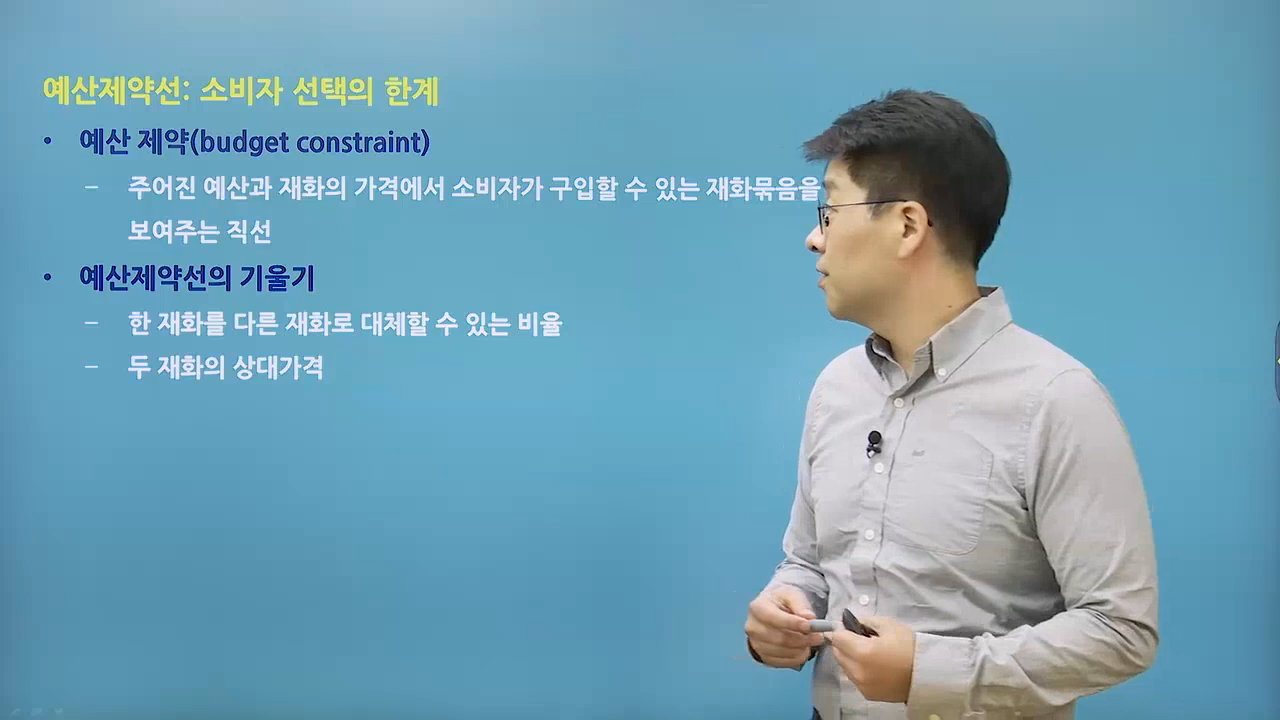 예산제약선: 소비자 선택의 한계
• 예산 제약(budget constraint)
– 주어진 예산과 재화의 가격에서 소비자가 구입할 수 있는 재화묶음을
보여주는 직선
• 예산제약선의 기울기
– 한 재화를 다른 재화로 대체할 수 있는 비율
– 두 재화의 상대가격